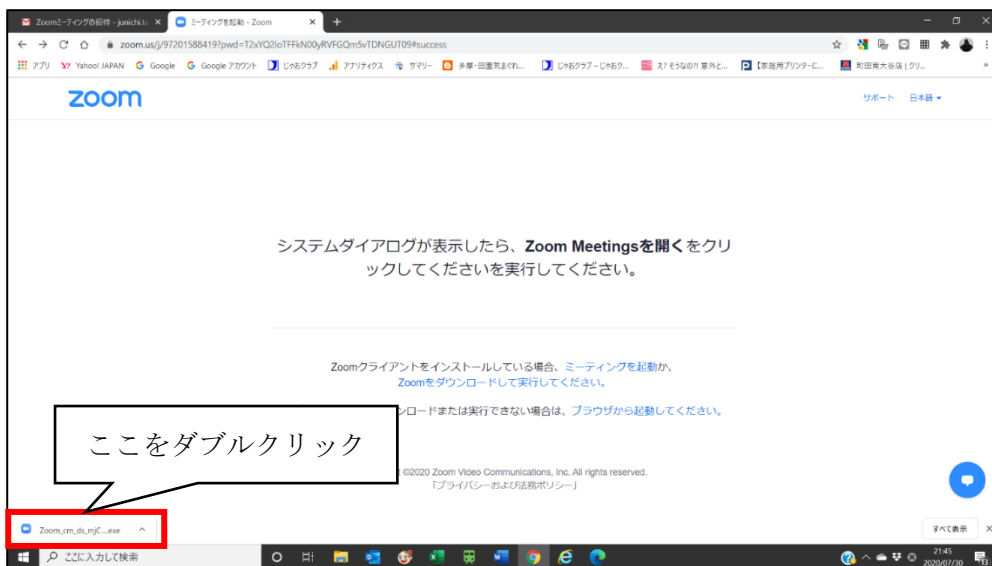 Zoomミーティングの招待 - junichi.t
ミーティングを起動 - Zoom
zoom.us/j/97201588419?pwd=T2xYQ2loTFFkN00yRVFGQm5vTDNGUT09#success
アプリ Yahoo! JAPAN Google Google アカウント じゃおクラブ アナリティクス サマリー 多摩・田園気まぐれ... じゃおクラブ – じゃおク... え? そうなの?! 意外と... 【家庭用プリンター に... 町田南大谷店 | クリ... »
zoom
サポート 日本語
システムダイアログが表示したら、Zoom Meetingsを開くをクリ
ックしてくださいを実行してください。
Zoomクライアントをインストールしている場合、ミーティングを起動か、
Zoomをダウンロードして実行してください。
ンロードまたは実行できない場合は、ブラウザから起動してください。
ここをダブルクリック
©2020 Zoom Video Communications, Inc. All rights reserved.
「プライバシーおよび法務ポリシー」
Zoom_cm_ds_mjC....exe
すべて表示
ここに入力して検索
21:45
2020/07/30
13